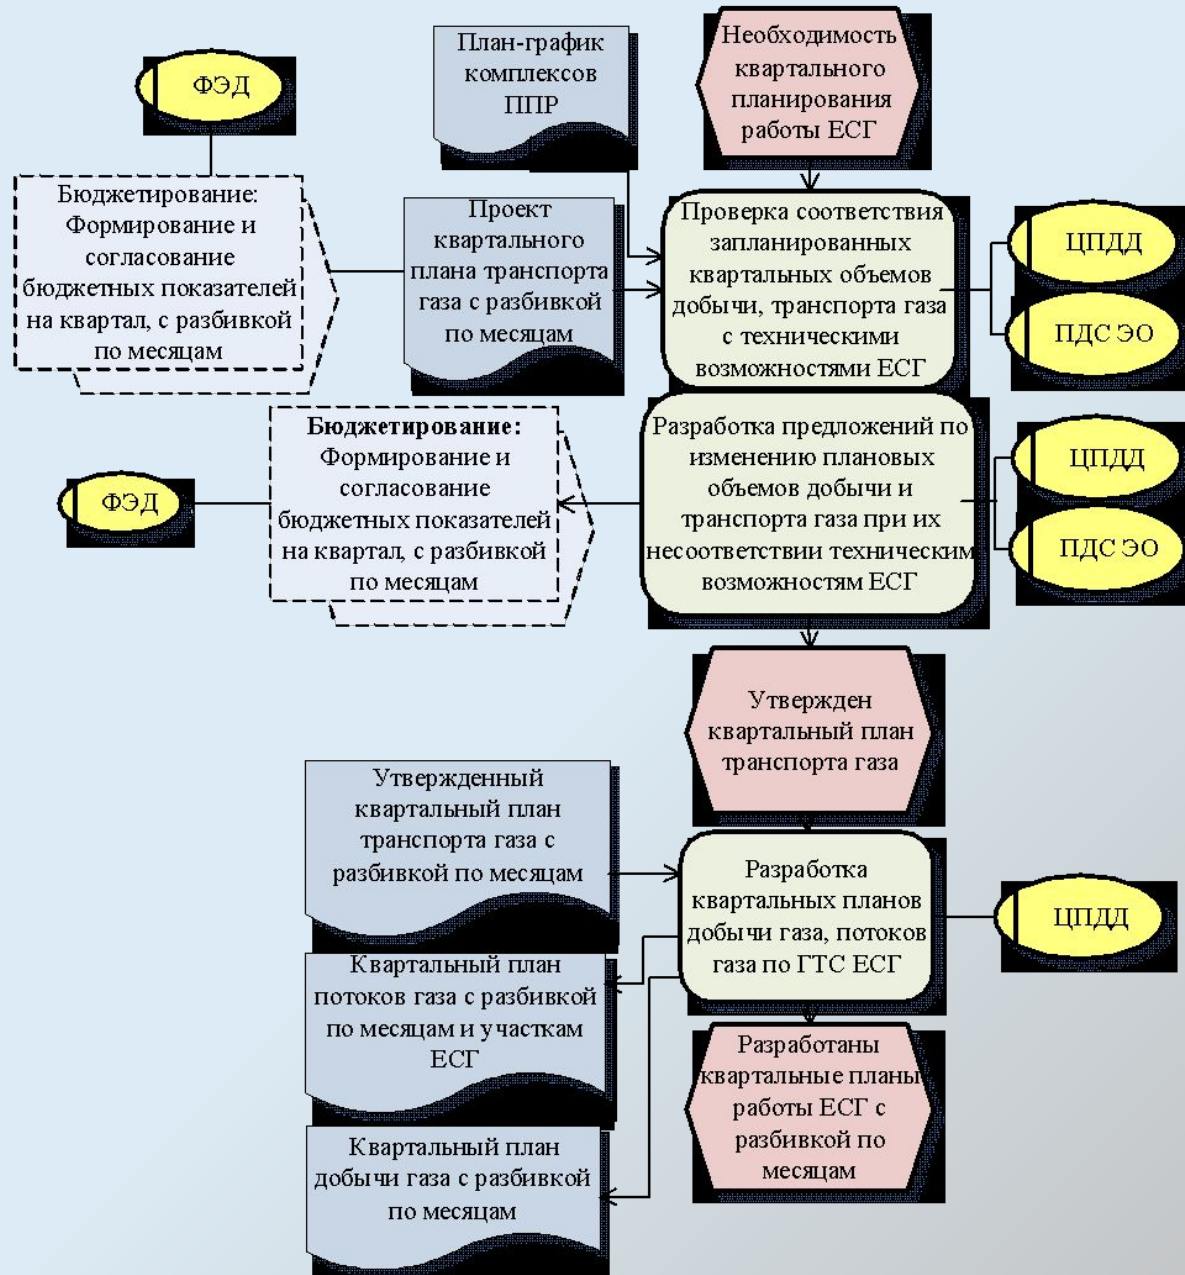 ФЭД
План-график
комплексов
ППР
Необходимость
квартального
планирования
работы ЕСГ
Бюджетирование:
Формирование и
согласование
бюджетных показателей
на квартал, с разбивкой
по месяцам
Проект
квартального
плана транспорта
газа с разбивкой
по месяцам
Проверка соответствия
запланированных
квартальных объемов
добычи, транспорта газа
с техническими
возможностями ЕСГ
ЦПДД
ПДС ЭО
ФЭД
Бюджетирование:
Формирование и
согласование
бюджетных показателей
на квартал, с разбивкой
по месяцам
Разработка предложений по
изменению плановых
объемов добычи и
транспорта газа при их
несоответствии техническим
возможностям ЕСГ
ЦПДД
ПДС ЭО
Утвержден
квартальный план
транспорта газа
Утвержденный
квартальный план
транспорта газа с
разбивкой по месяцам
Разработка
квартальных планов
добычи газа, потоков
газа по ГТС ЕСГ
ЦПДД
Квартальный план
потоков газа с разбивкой
по месяцам и участкам
ЕСГ
Разработаны
квартальные планы
работы ЕСГ с
разбивкой по
месяцам
Квартальный план
добычи газа с разбивкой
по месяцам